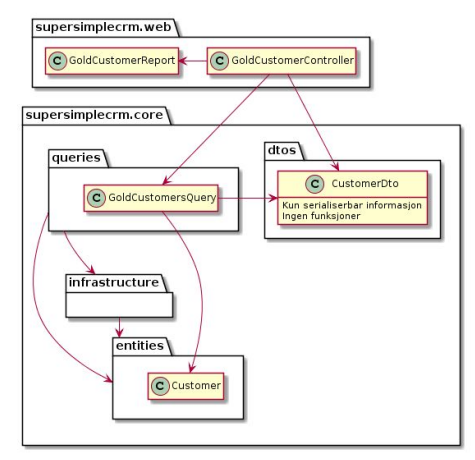 supersimplecrm.web
C GoldCustomerReport
C GoldCustomerController
supersimplecrm.core
queries
C GoldCustomersQuery
dtos
C CustomerDto
Kun serialiserbar informasjon
Ingen funksjoner
infrastructure
entities
C Customer